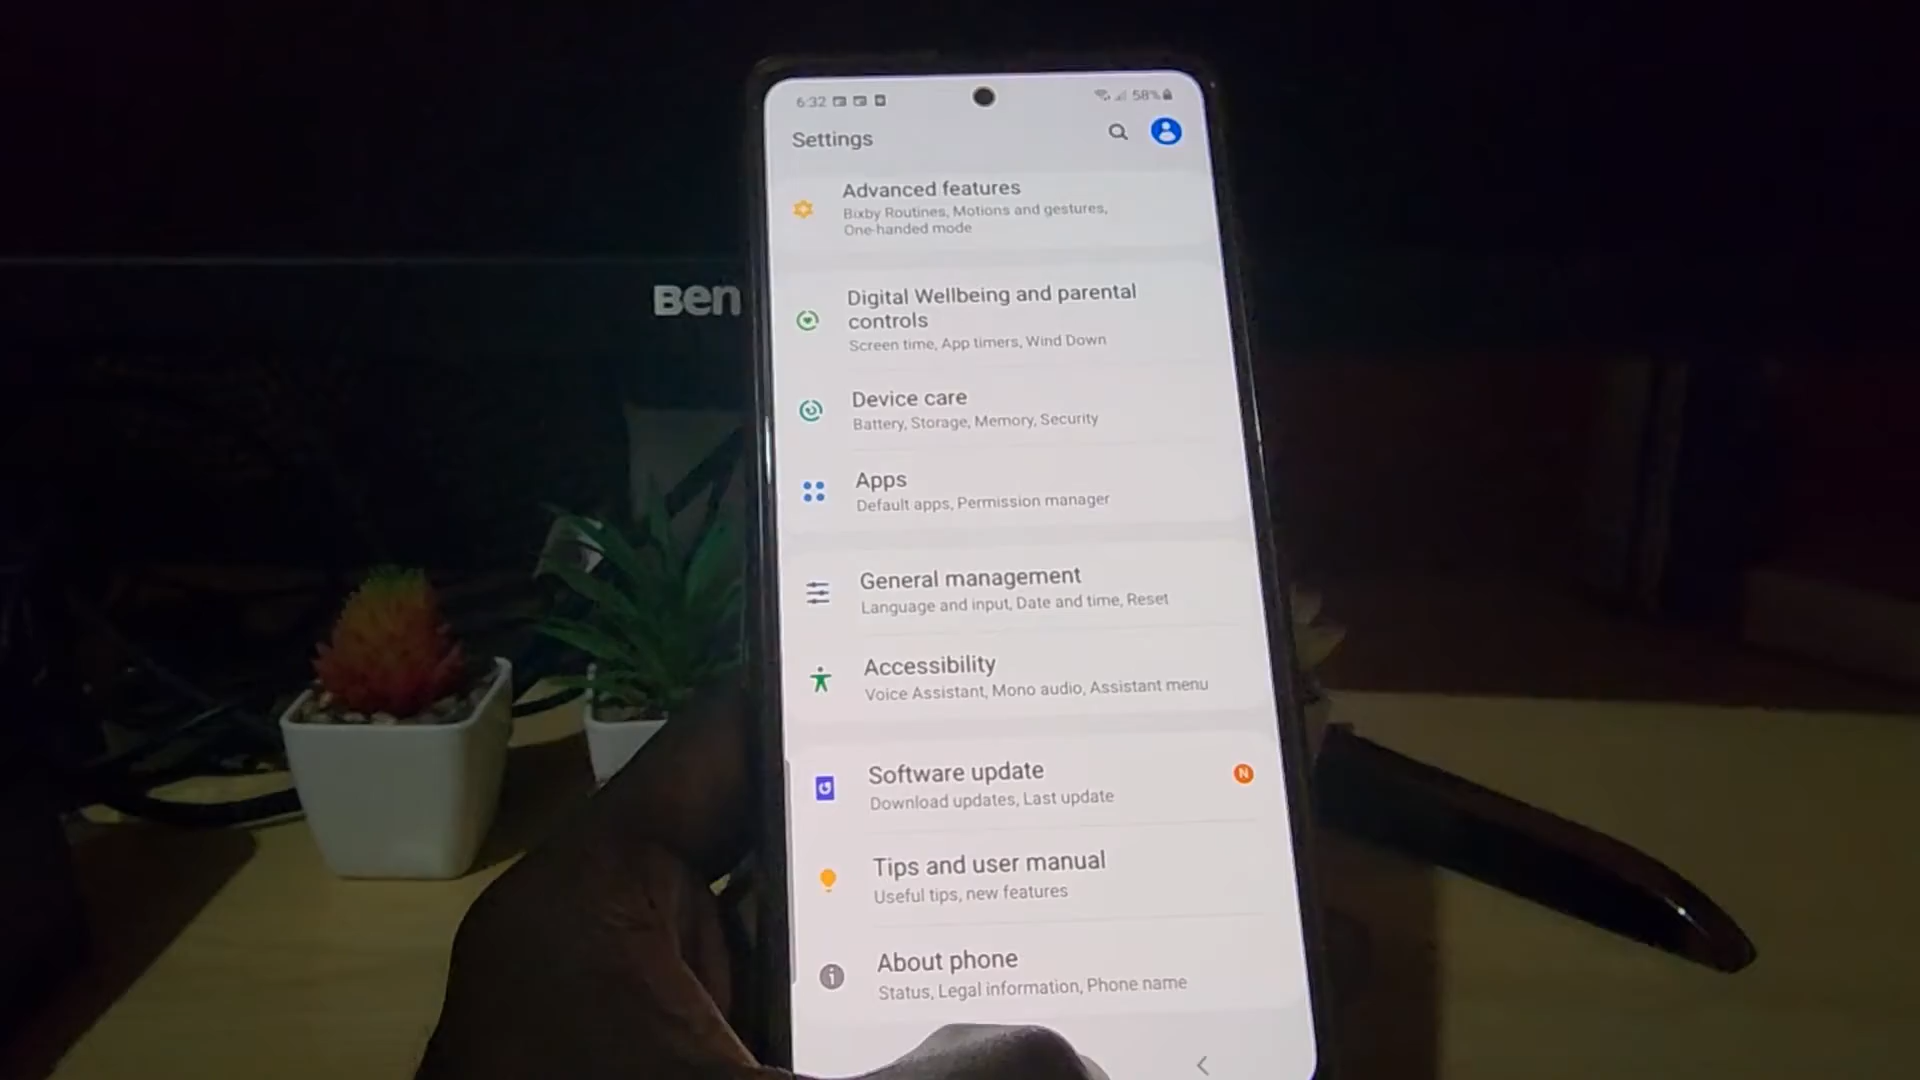 Ben
6:32
58%
Settings
Advanced features
Bixby Routines, Motions and gestures,
One-handed mode
Digital Wellbeing and parental
controls
Screen time, App timers, Wind Down
Device care
Battery, Storage, Memory, Security
Apps
Default apps, Permission manager
General management
Language and input, Date and time, Reset
Accessibility
Voice Assistant, Mono audio, Assistant menu
Software update
N
Download updates, Last update
Tips and user manual
Useful tips, new features
About phone
Status, Legal information, Phone name